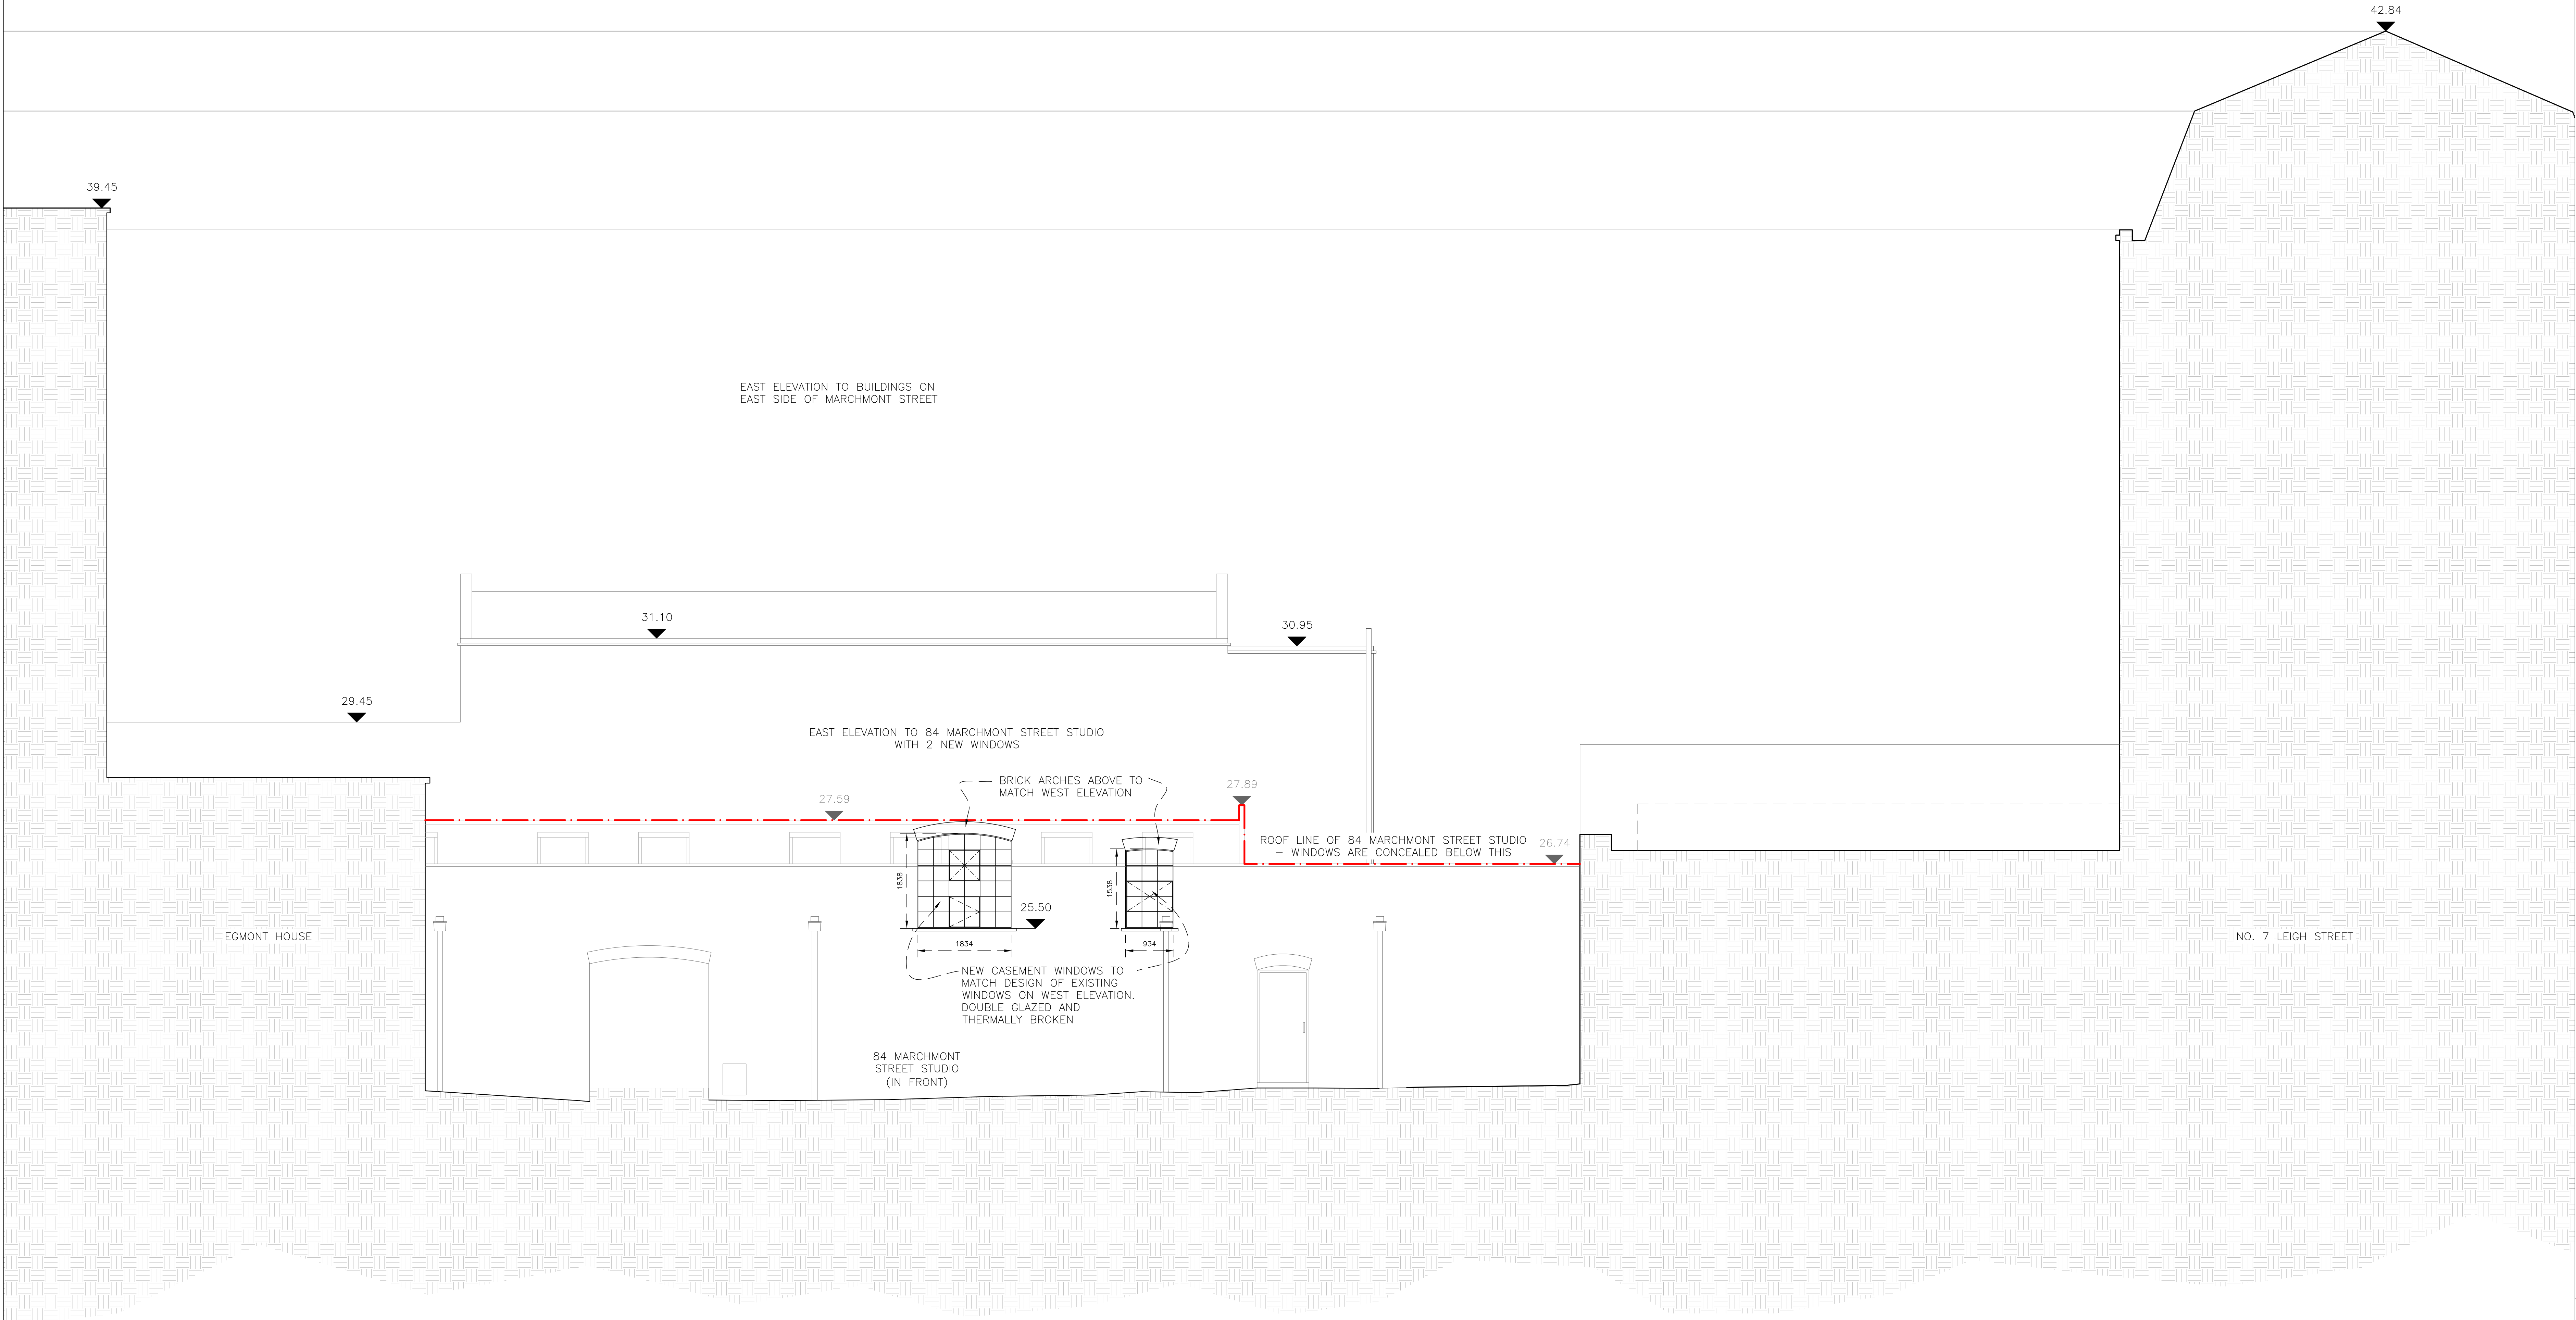 42.84
39.45
EAST ELEVATION TO BUILDINGS ON
EAST SIDE OF MARCHMONT STREET
31.10
30.95
29.45
EAST ELEVATION TO 84 MARCHMONT STREET STUDIO
WITH 2 NEW WINDOWS
BRICK ARCHES ABOVE TO
MATCH WEST ELEVATION
27.59
27.89
ROOF LINE OF 84 MARCHMONT STREET STUDIO
– WINDOWS ARE CONCEALED BELOW THIS
26.74
1838
1538
25.50
1834
934
EGMONT HOUSE
NO. 7 LEIGH STREET
NEW CASEMENT WINDOWS TO
MATCH DESIGN OF EXISTING
WINDOWS ON WEST ELEVATION.
DOUBLE GLAZED AND
THERMALLY BROKEN
84 MARCHMONT
STREET STUDIO
(IN FRONT)